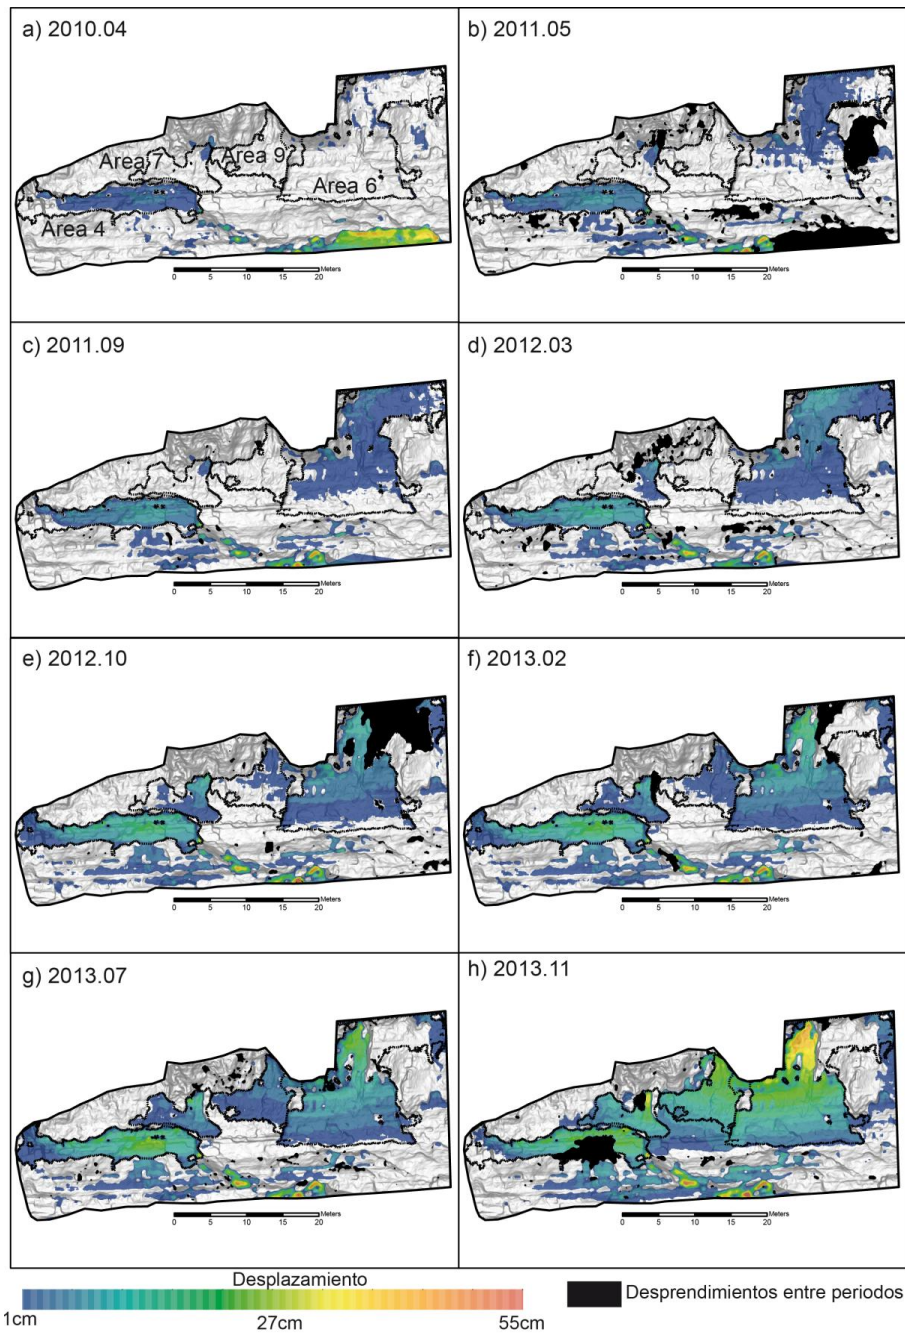 a) 2010.04
Area 7
Area 9
Area 6
Area 4
Meters
0 5 10 15 20
b) 2011.05
Meters
0 5 10 15 20
c) 2011.09
Meters
0 5 10 15 20
d) 2012.03
Meters
0 5 10 15 20
e) 2012.10
Meters
0 5 10 15 20
f) 2013.02
Meters
0 5 10 15 20
g) 2013.07
Meters
0 5 10 15 20
h) 2013.11
Meters
0 5 10 15 20
Desplazamiento
1cm 27cm 55cm
Desprendimientos entre periodos